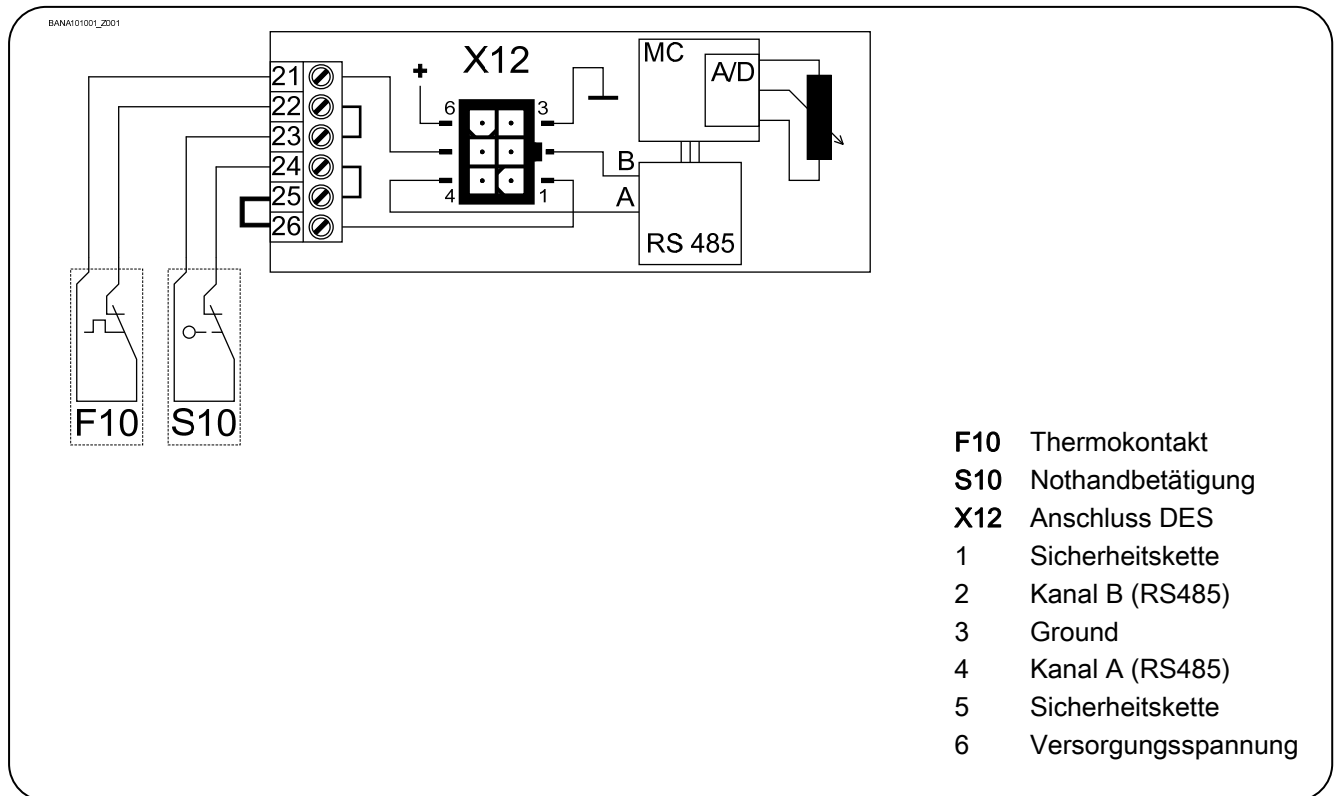 BANA101001_Z001
X12
MC
A/D
+
21
22
23
24
25
26
6
3
4
1
B
A
RS 485
F10
S10
F10 Thermokontakt
S10 Nothandbetätigung
X12 Anschluss DES
1 Sicherheitskette
2 Kanal B (RS485)
3 Ground
4 Kanal A (RS485)
5 Sicherheitskette
6 Versorgungsspannung